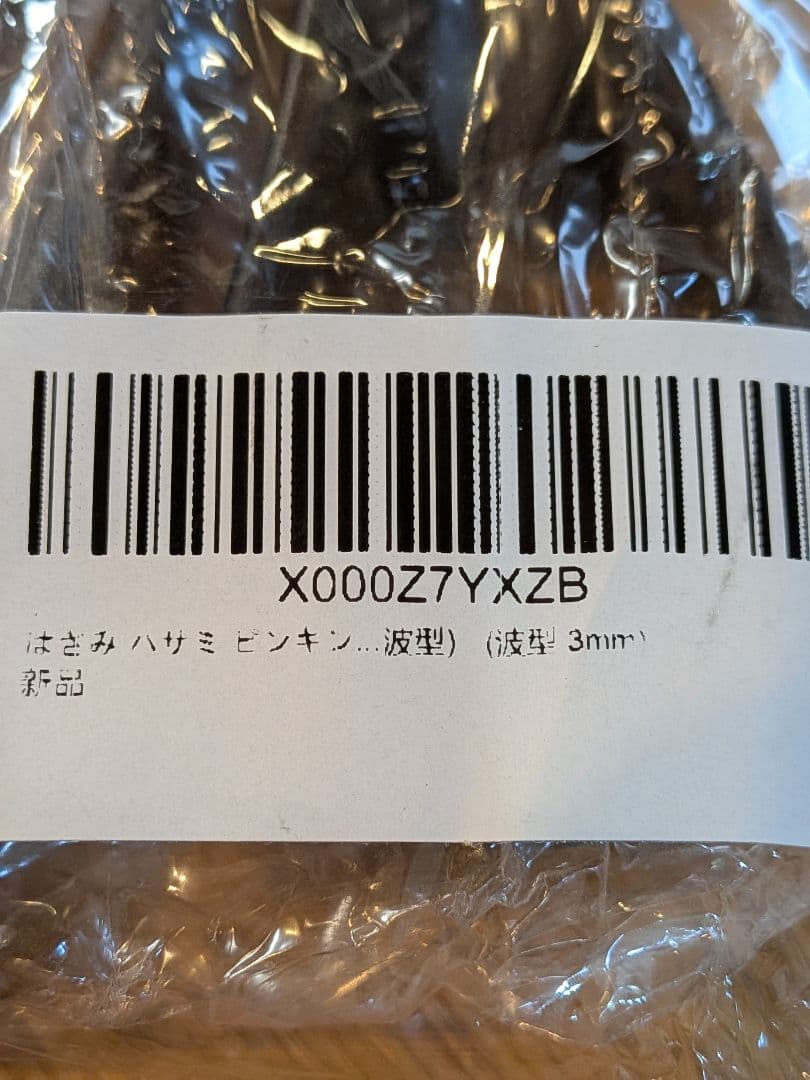 X000Z7YXZB
はさみ ハサミ ピンキン...波型） (波型 3mm)
新品